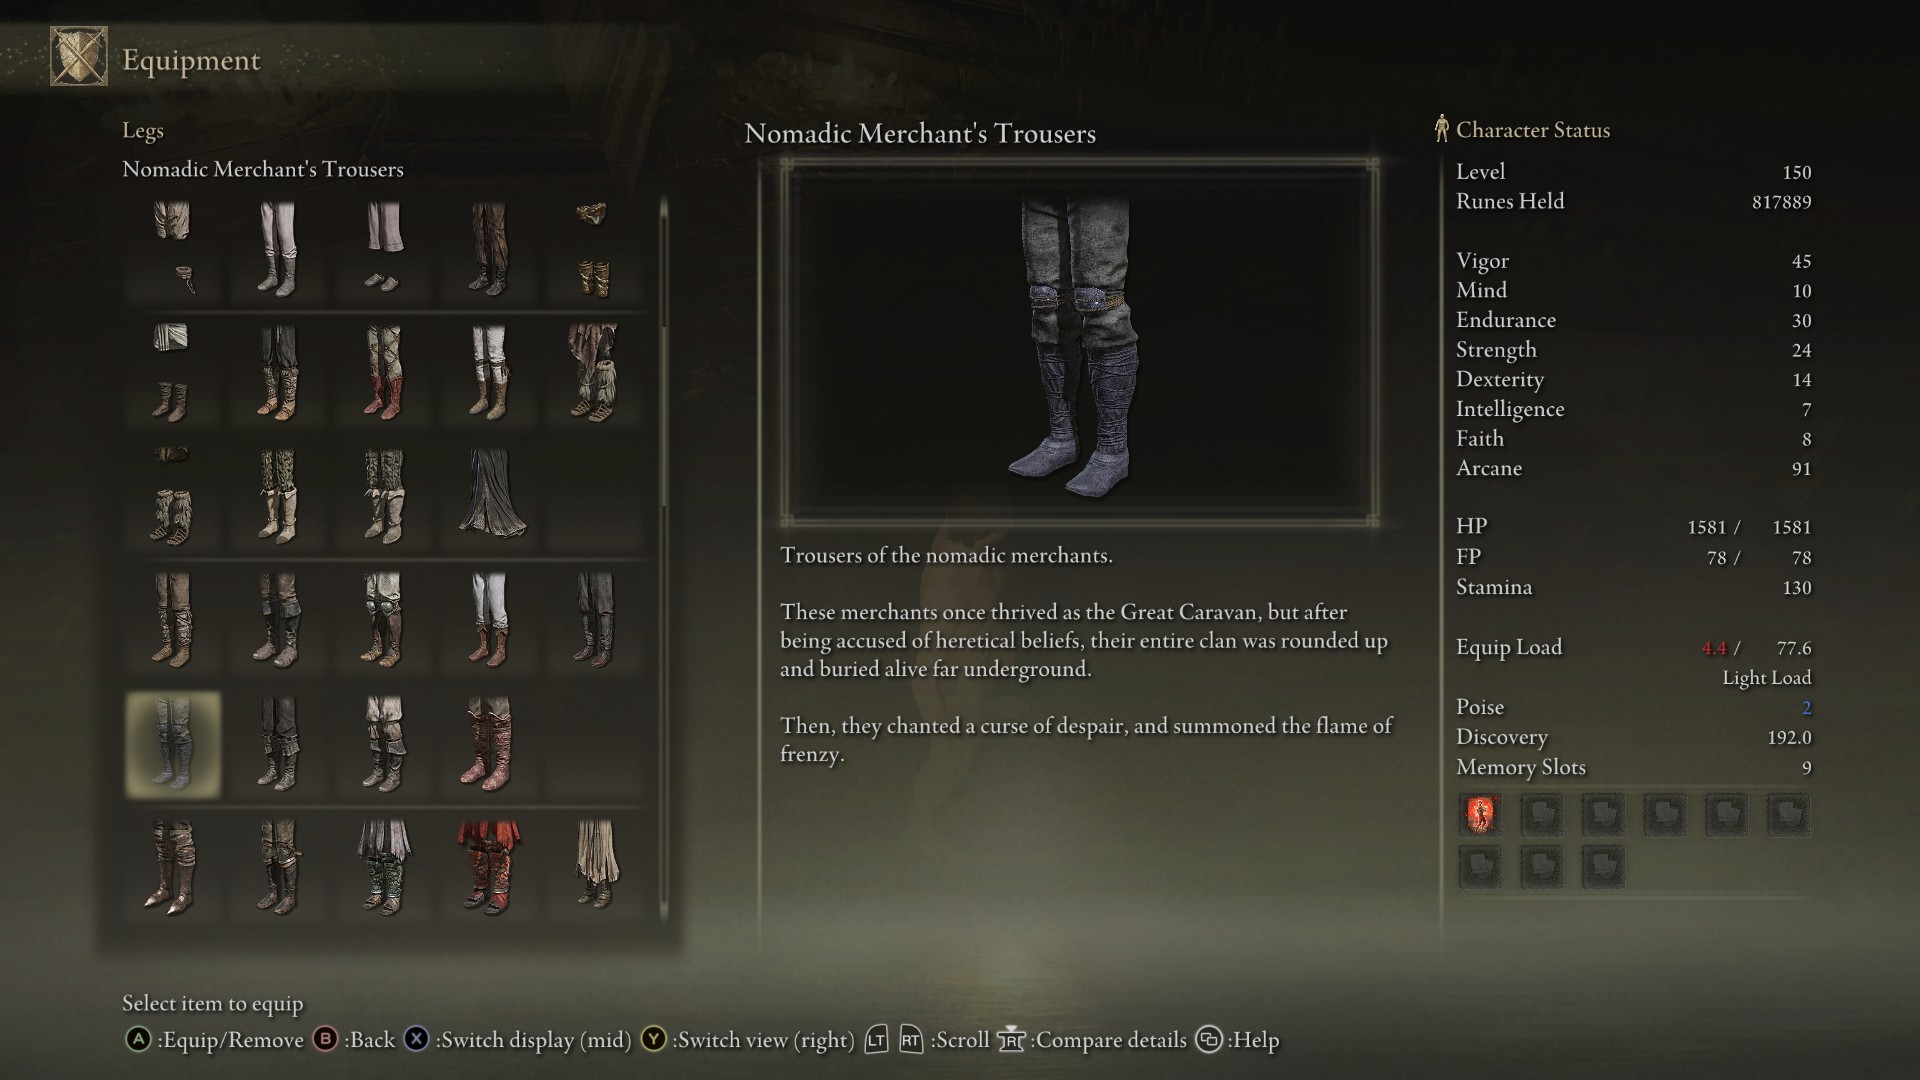 Equipment
Legs
Nomadic Merchant's Trousers
Nomadic Merchant's Trousers
Trousers of the nomadic merchants.
These merchants once thrived as the Great Caravan, but after
being accused of heretical beliefs, their entire clan was rounded up
and buried alive far underground.
Then, they chanted a curse of despair, and summoned the flame of
frenzy.
Character Status
Level 150
Runes Held 817889
Vigor 45
Mind 10
Endurance 30
Strength 24
Dexterity 14
Intelligence 7
Faith 8
Arcane 91
HP 1581 / 1581
FP 78 / 78
Stamina 130
Equip Load 4.4 / 77.6
Light Load
Poise 2
Discovery 192.0
Memory Slots 9
Select item to equip
A :Equip/Remove B :Back X :Switch display (mid) Y :Switch view (right) LT RT :Scroll R :Compare details :Help